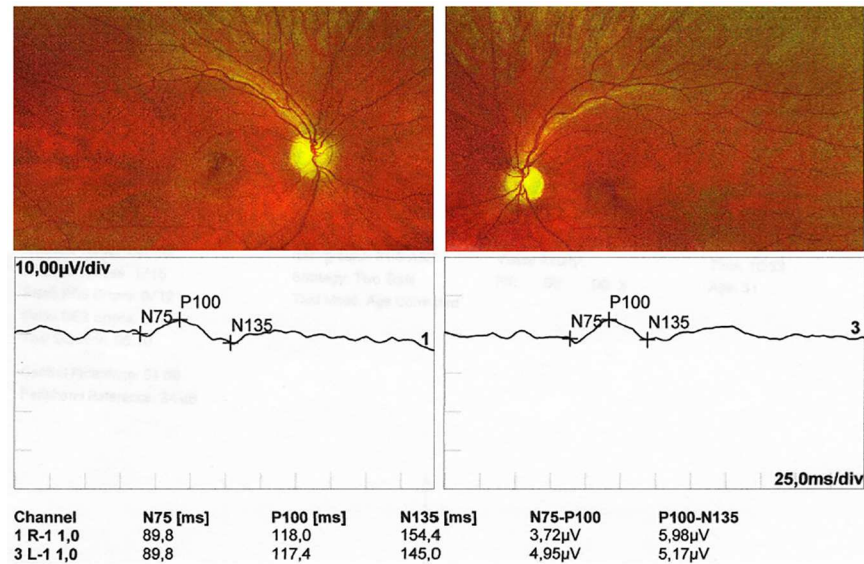 10,00µV/div
P100
N75
N135
1
P100
N75
N135
3
25,0ms/div
Channel N75 [ms] P100 [ms] N135 [ms] N75-P100 P100-N135
1 R-1 1,0 89,8 118,0 154,4 3,72µV 5,98µV
3 L-1 1,0 89,8 117,4 145,0 4,95µV 5,17µV